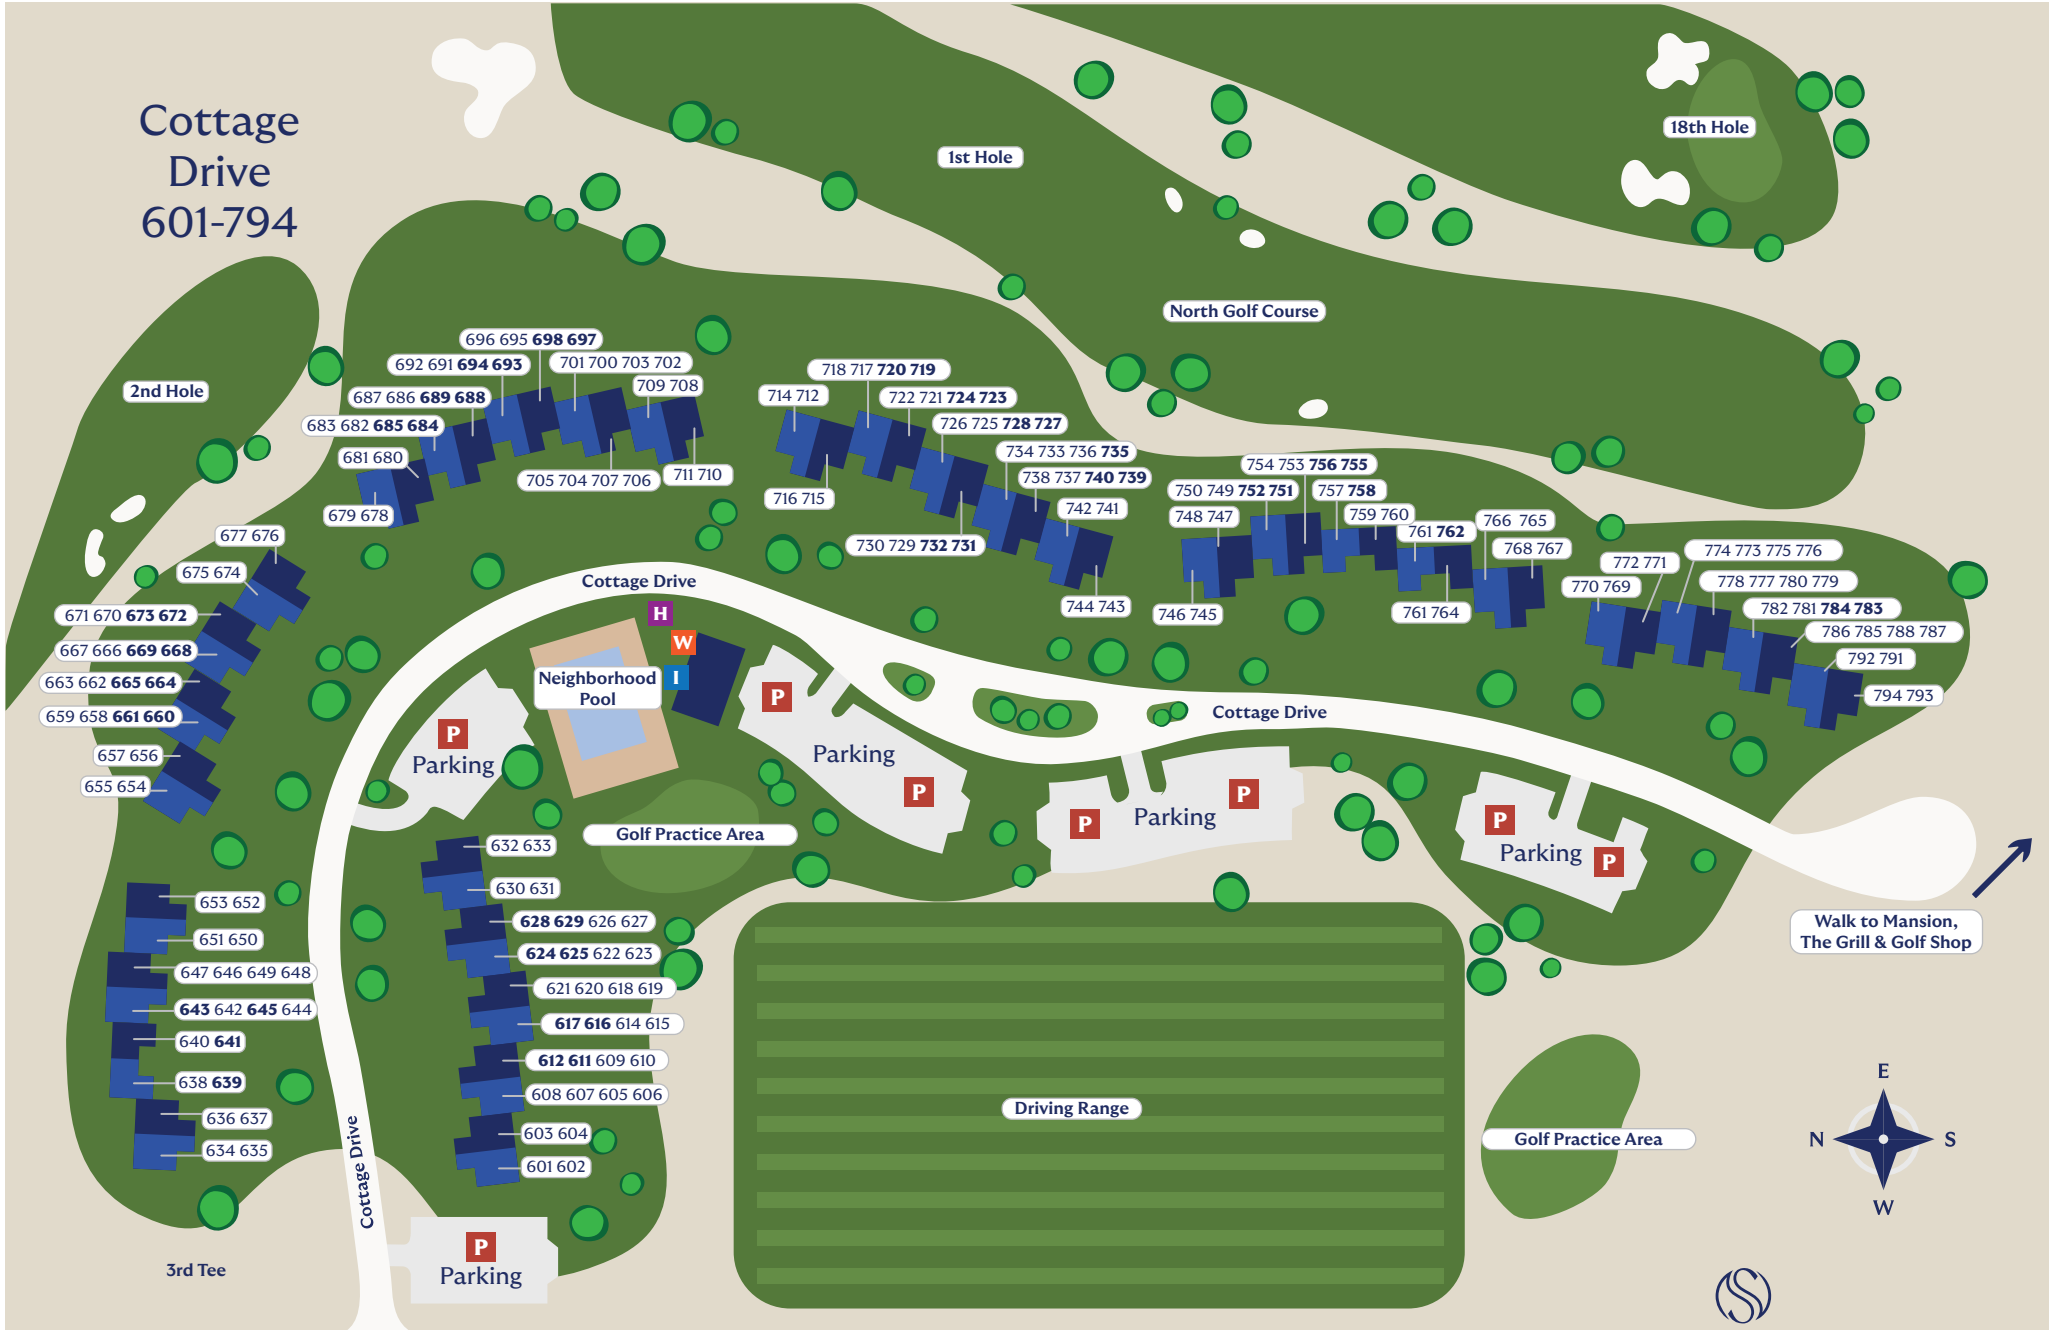 Cottage
Drive
601-794
1st Hole
18th Hole
North Golf Course
2nd Hole
696 695 698 697
692 691 694 693
701 700 703 702
687 686 689 688
709 708
683 682 685 684
681 680
679 678
705 704 707 706
711 710
718 717 720 719
714 712
722 721 724 723
726 725 728 727
734 733 736 735
738 737 740 739
742 741
716 715
730 729 732 731
744 743
754 753 756 755
750 749 752 751
757 758
748 747
759 760
761 762
766 765
768 767
746 745
761 764
774 773 775 776
772 771
778 777 780 779
770 769
782 781 784 783
786 785 788 787
792 791
794 793
677 676
675 674
671 670 673 672
667 666 669 668
663 662 665 664
659 658 661 660
657 656
655 654
Cottage Drive
H
W
I
Neighborhood
Pool
P
Parking
P
Parking
P
Cottage Drive
P
Parking
P
P
Parking
P
Golf Practice Area
632 633
630 631
628 629 626 627
624 625 622 623
621 620 618 619
617 616 614 615
612 611 609 610
608 607 605 606
603 604
601 602
653 652
651 650
647 646 649 648
643 642 645 644
640 641
638 639
636 637
634 635
Cottage Drive
3rd Tee
P
Parking
Driving Range
Walk to Mansion,
The Grill & Golf Shop
Golf Practice Area
E
N
S
W